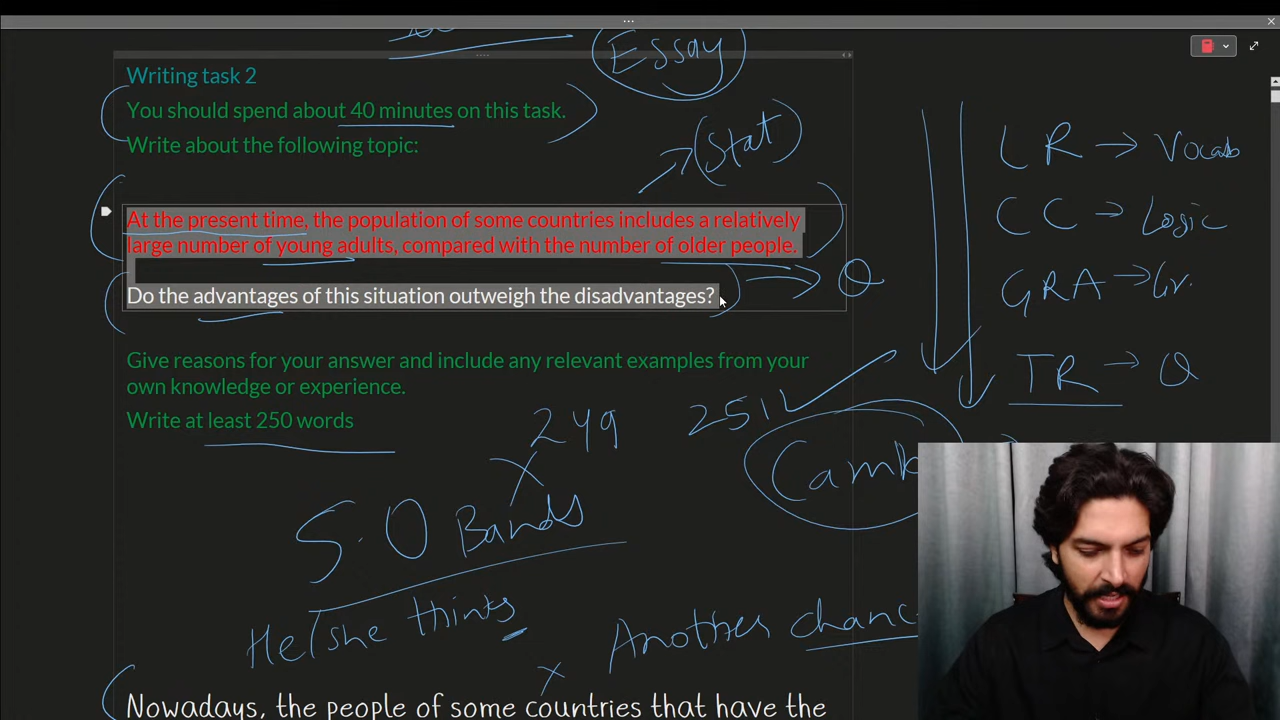 Essay
Writing task 2
You should spend about 40 minutes on this task.
Write about the following topic:
(Stat)
At the present time, the population of some countries includes a relatively
large number of young adults, compared with the number of older people.
Do the advantages of this situation outweigh the disadvantages?
Q
LR → Vocab
CC → Logic
GRA → Gr.
TR → Q
Give reasons for your answer and include any relevant examples from your
own knowledge or experience.
Write at least 250 words
249
251
Camb
5.0 Bands
He/she thinks
Another chanc
Nowadays, the people of some countries that have the